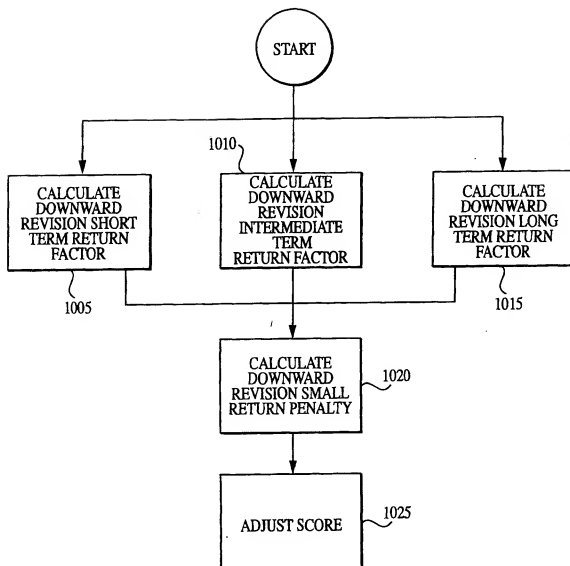 START
1010
CALCULATE
DOWNWARD
REVISION SHORT
TERM RETURN
FACTOR
1005
CALCULATE
DOWNWARD
REVISION
INTERMEDIATE
TERM
RETURN FACTOR
CALCULATE
DOWNWARD
REVISION LONG
TERM RETURN
FACTOR
1015
CALCULATE
DOWNWARD
REVISION SMALL
RETURN PENALTY
1020
ADJUST SCORE
1025